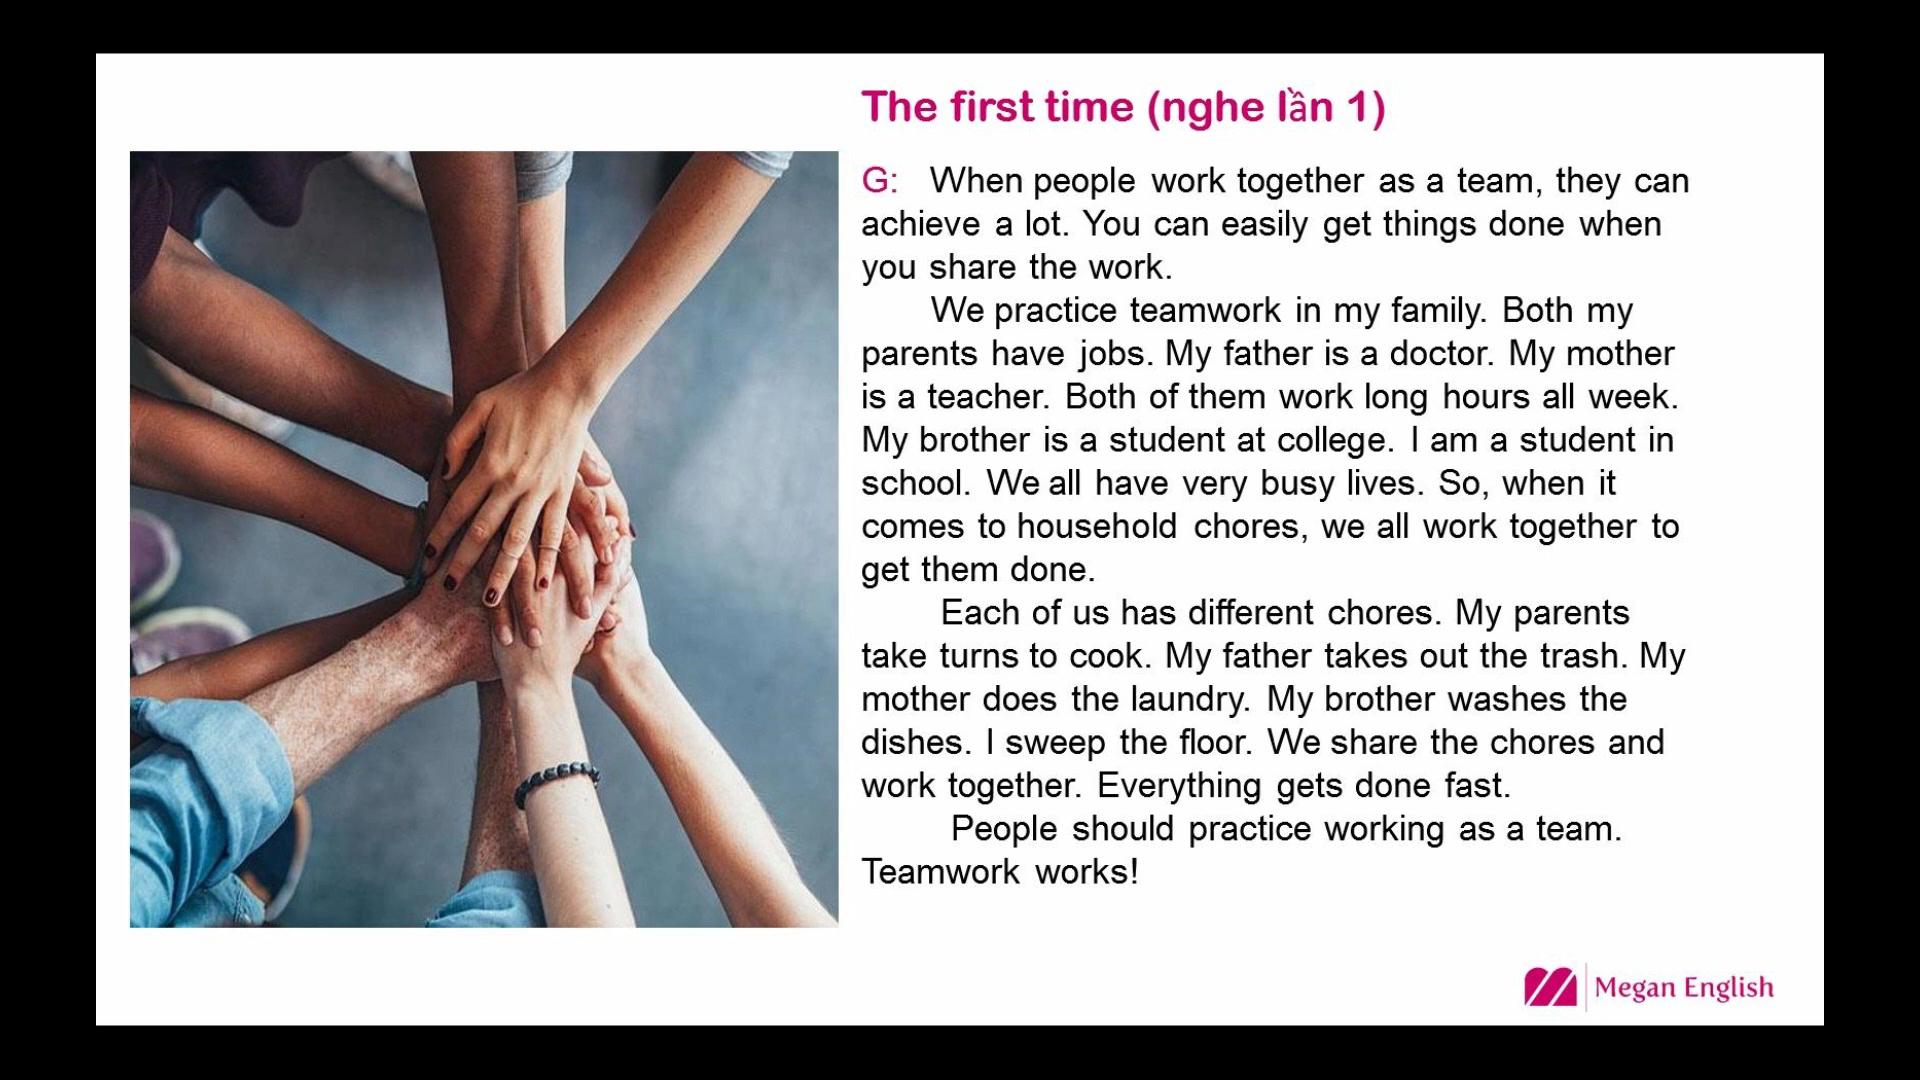 The first time (nghe lần 1)
G: When people work together as a team, they can
achieve a lot. You can easily get things done when
you share the work.
We practice teamwork in my family. Both my
parents have jobs. My father is a doctor. My mother
is a teacher. Both of them work long hours all week.
My brother is a student at college. I am a student in
school. We all have very busy lives. So, when it
comes to household chores, we all work together to
get them done.
Each of us has different chores. My parents
take turns to cook. My father takes out the trash. My
mother does the laundry. My brother washes the
dishes. I sweep the floor. We share the chores and
work together. Everything gets done fast.
People should practice working as a team.
Teamwork works!
Megan English